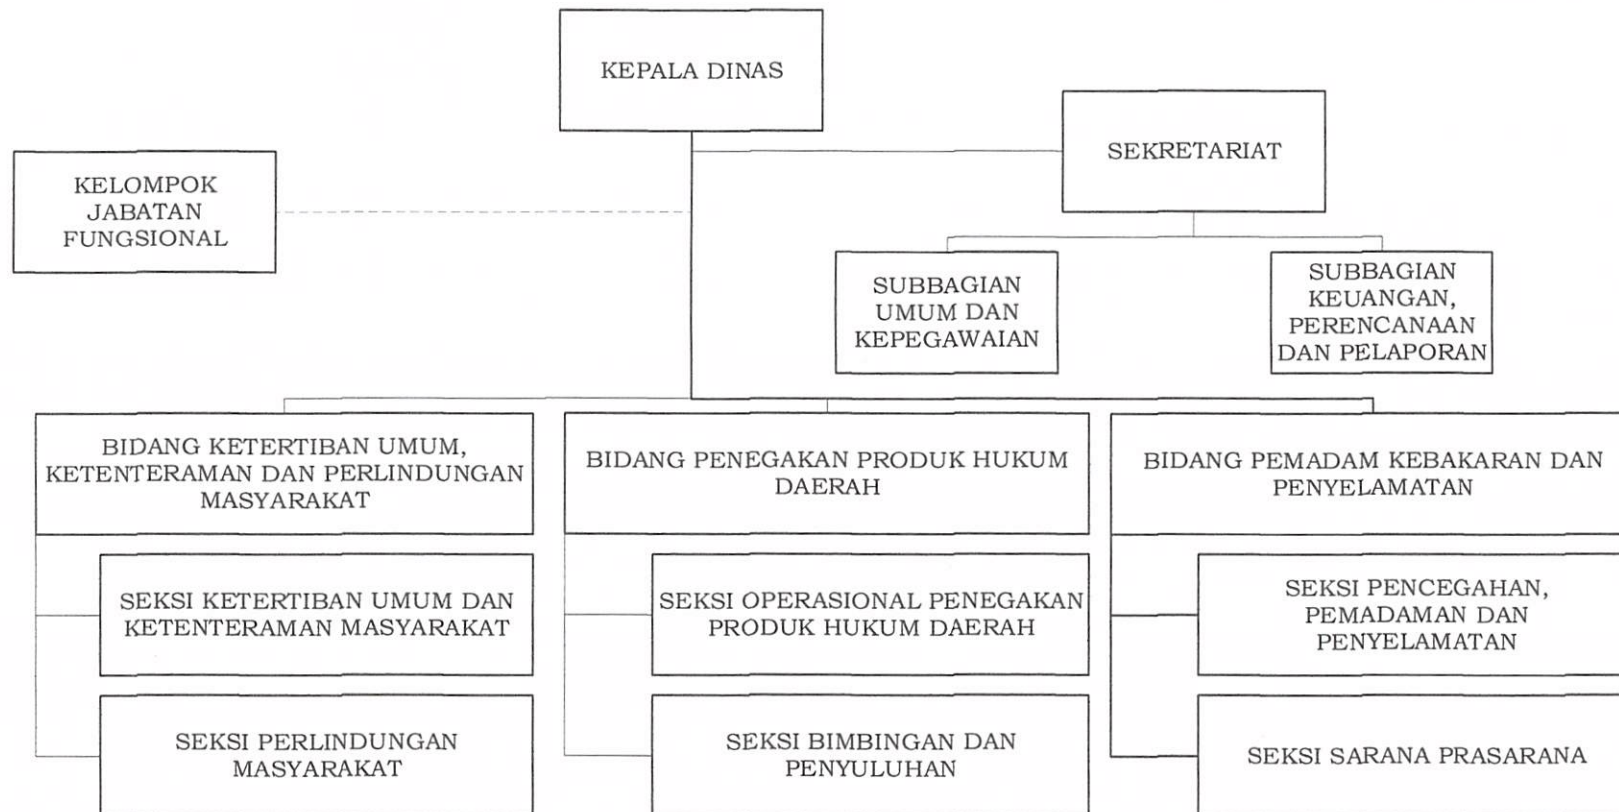 KEPALA DINAS
SEKRETARIAT
KELOMPOK
JABATAN
FUNGSIONAL
SUBBAGIAN
UMUM DAN
KEPEGAWAIAN
SUBBAGIAN
KEUANGAN,
PERENCANAAN
DAN PELAPORAN
BIDANG KETERTIBAN UMUM,
KETENTERAMAN DAN PERLINDUNGAN
MASYARAKAT
BIDANG PENEGAKAN PRODUK HUKUM
DAERAH
BIDANG PEMADAM KEBAKARAN DAN
PENYELAMATAN
SEKSI KETERTIBAN UMUM DAN
KETENTERAMAN MASYARAKAT
SEKSI OPERASIONAL PENEGAKAN
PRODUK HUKUM DAERAH
SEKSI PENCEGAHAN,
PEMADAMAN DAN
PENYELAMATAN
SEKSI PERLINDUNGAN
MASYARAKAT
SEKSI BIMBINGAN DAN
PENYULUHAN
SEKSI SARANA PRASARANA